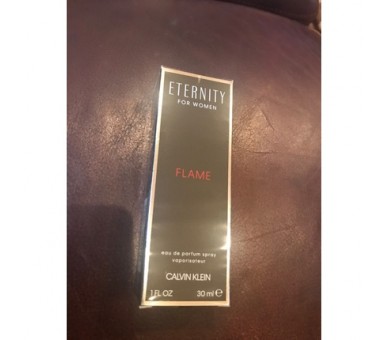 ETERNITY
FOR WOMEN
FLAME
eau de parfum spray
vaporisateur
CALVIN KLEIN
1 FL OZ 30 ml ℮